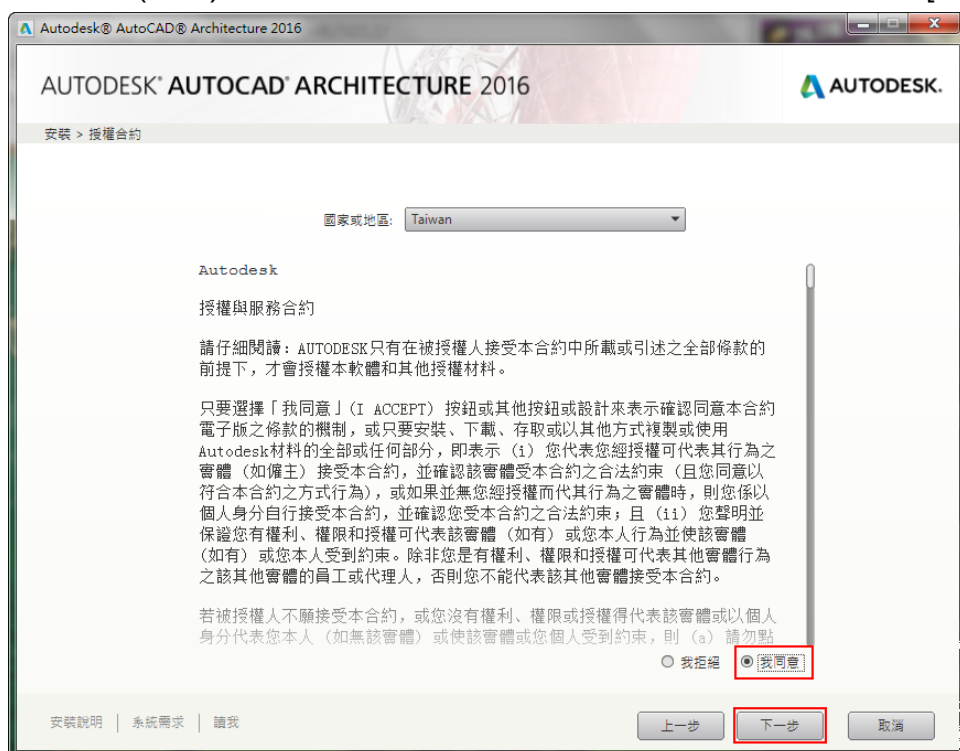 Autodesk® AutoCAD® Architecture 2016
AUTODESK® AUTOCAD® ARCHITECTURE 2016
AUTODESK.
安裝 > 授權合約
國家或地區: Taiwan
Autodesk
授權與服務合約
請仔細閱讀：AUTODESK只有在被授權人接受本合約中所載或引述之全部條款的
前提下，才會授權本軟體和其他授權材料。
只要選擇「我同意」(I ACCEPT) 按鈕或其他按鈕或設計來表示確認同意本合約
電子版之條款的機制，或只要安裝、下載、存取或以其他方式複製或使用
Autodesk材料的全部或任何部分，即表示 (i) 您代表您經授權可代表其行為之
實體 (如僱主) 接受本合約，並確認該實體受本合約之合法約束 (且您同意以
符合本合約之方式行為)，或如果並無您經授權而代其行為之實體時，則您係以
個人身分自行接受本合約，並確認您受本合約之合法約束；且 (ii) 您聲明並
保證您有權利、權限和授權可代表該實體 (如有) 或您本人行為並使該實體
(如有) 或您本人受到約束。除非您是有權利、權限和授權可代表其他實體行為
之該其他實體的員工或代理人，否則您不能代表該其他實體接受本合約。
若被授權人不願接受本合約，或您沒有權利、權限或授權得代表該實體或以個人
身分代表您本人 (如無該實體) 或使該實體或您個人受到約束，則 (a) 請勿點
我拒絕 我同意
安裝說明 | 系統需求 | 讀我
上一步 下一步 取消